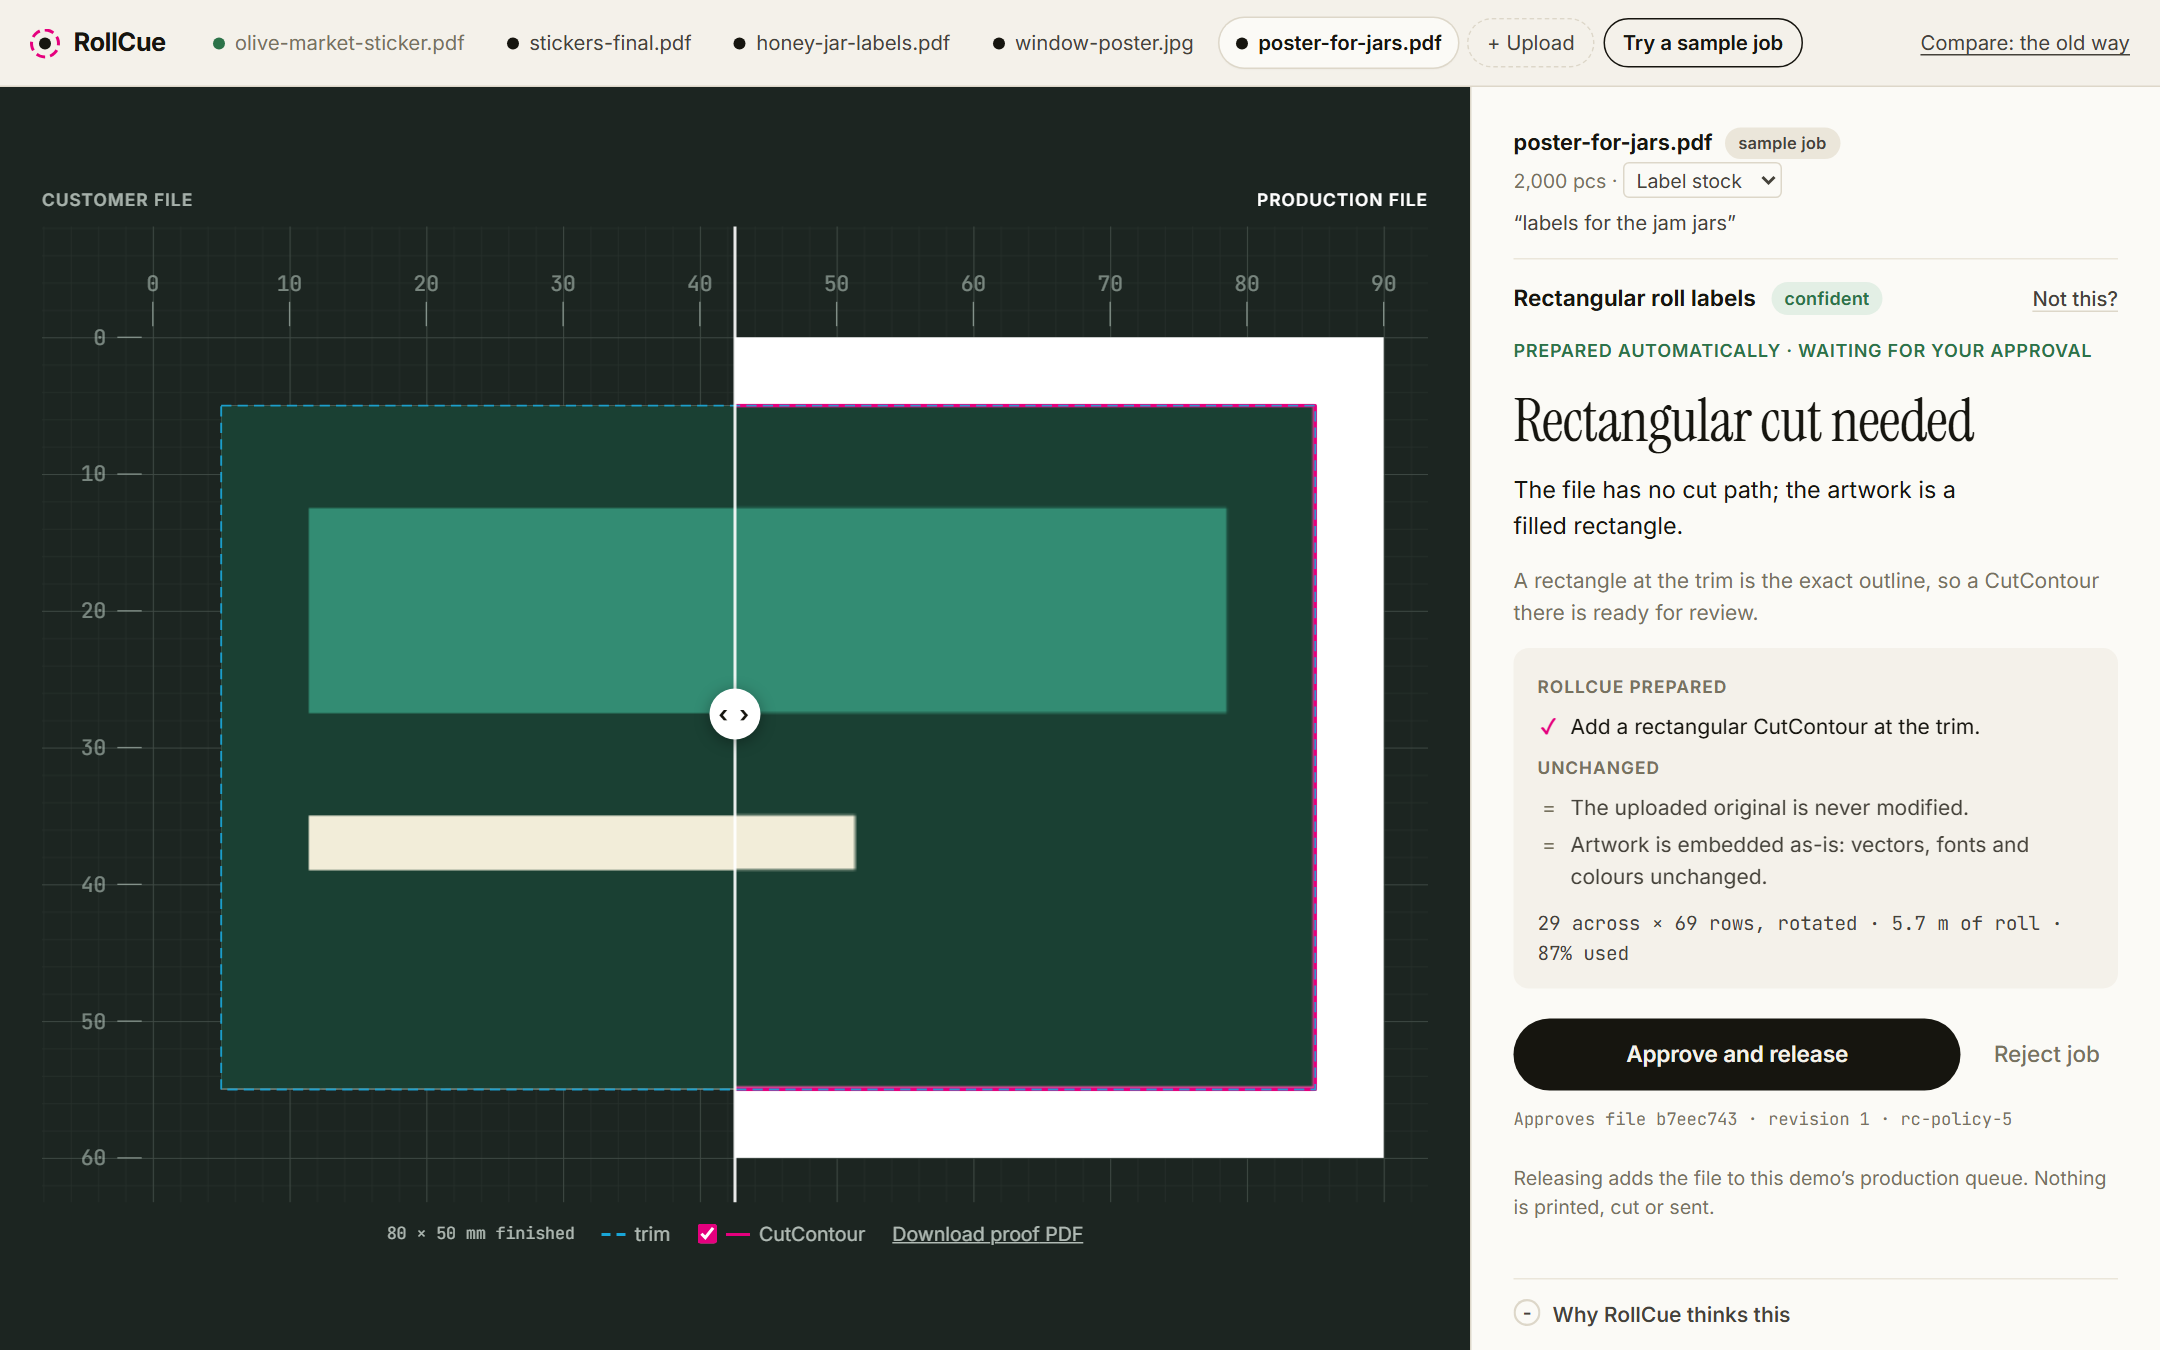 RollCue
olive-market-sticker.pdf
stickers-final.pdf
honey-jar-labels.pdf
window-poster.jpg
poster-for-jars.pdf
+ Upload
Try a sample job
Compare: the old way
CUSTOMER FILE
PRODUCTION FILE
0 10 20 30 40 50 60 70 80 90
0
10
20
30
40
50
60
80 × 50 mm finished
trim
CutContour
Download proof PDF
poster-for-jars.pdf
sample job
2,000 pcs ·
Label stock
“labels for the jam jars”
Rectangular roll labels
confident
Not this?
PREPARED AUTOMATICALLY · WAITING FOR YOUR APPROVAL
Rectangular cut needed
The file has no cut path; the artwork is a
filled rectangle.
A rectangle at the trim is the exact outline, so a CutContour
there is ready for review.
ROLLCUE PREPARED
✓ Add a rectangular CutContour at the trim.
UNCHANGED
= The uploaded original is never modified.
= Artwork is embedded as-is: vectors, fonts and
colours unchanged.
29 across × 69 rows, rotated · 5.7 m of roll ·
87% used
Approve and release
Reject job
Approves file b7eec743 · revision 1 · rc-policy-5
Releasing adds the file to this demo’s production queue. Nothing
is printed, cut or sent.
Why RollCue thinks this